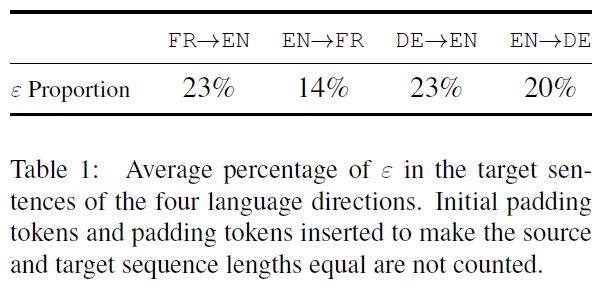 FR→EN EN→FR DE→EN EN→DE
ε Proportion 23% 14% 23% 20%
Table 1: Average percentage of ε in the target sen-
tences of the four language directions. Initial padding
tokens and padding tokens inserted to make the source
and target sequence lengths equal are not counted.